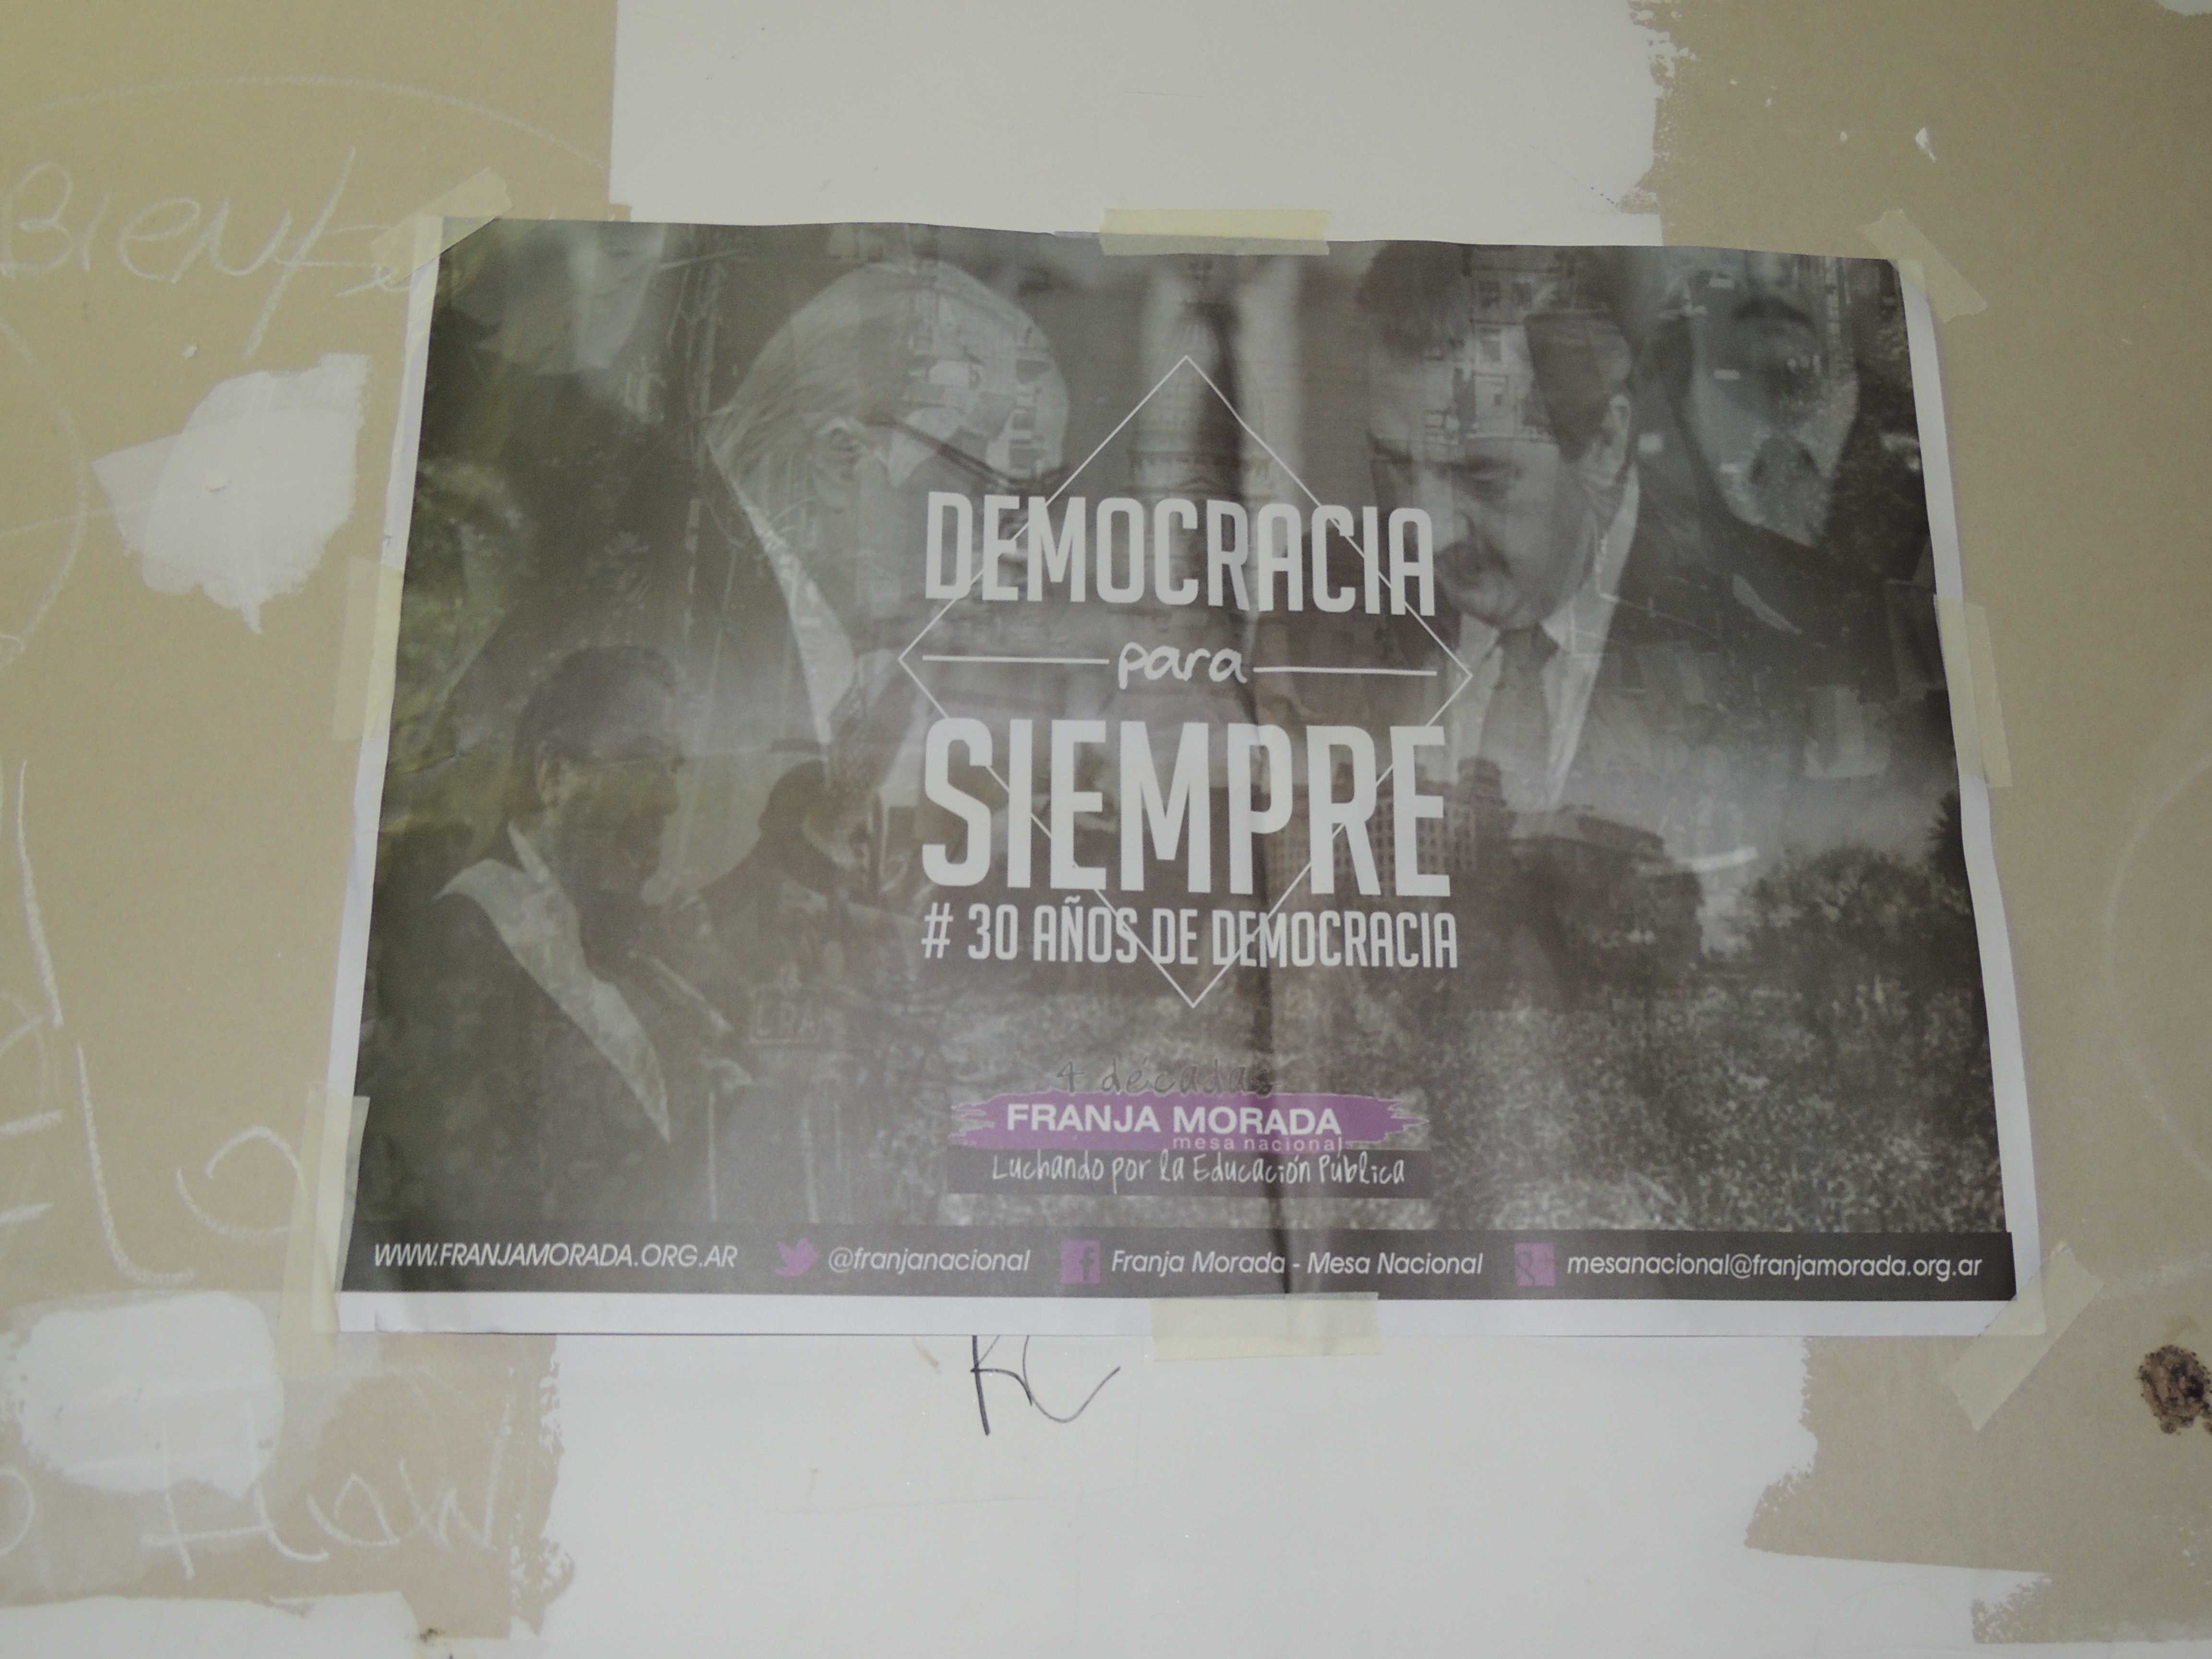 DEMOCRACIA
para
SIEMPRE
# 30 AÑOS DE DEMOCRACIA
4 décadas
FRANJA MORADA
mesa nacional
Luchando por la Educación Pública
WWW.FRANJAMORADA.ORG.AR @franjanacional f Franja Morada - Mesa Nacional g+ mesanacional@franjamorada.org.ar